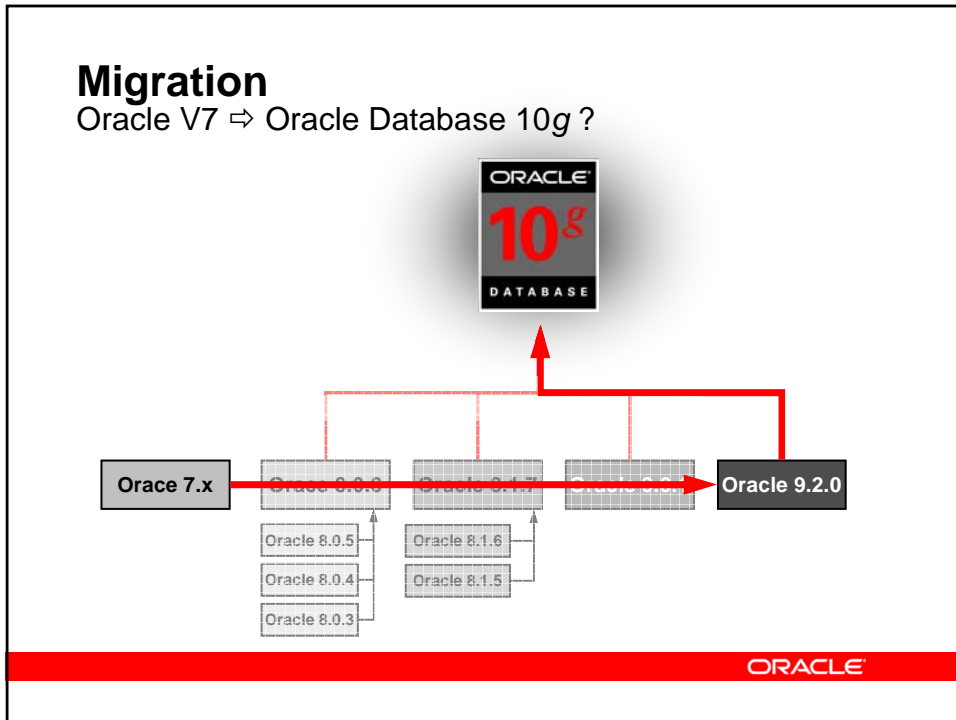 Migration
Oracle V7 ⇨ Oracle Database 10g ?
ORACLE
10g
DATABASE
Orace 7.x
Oracle 9.2.0
Oracle 8.0.5
Oracle 8.1.6
Oracle 8.0.4
Oracle 8.1.5
Oracle 8.0.3
ORACLE